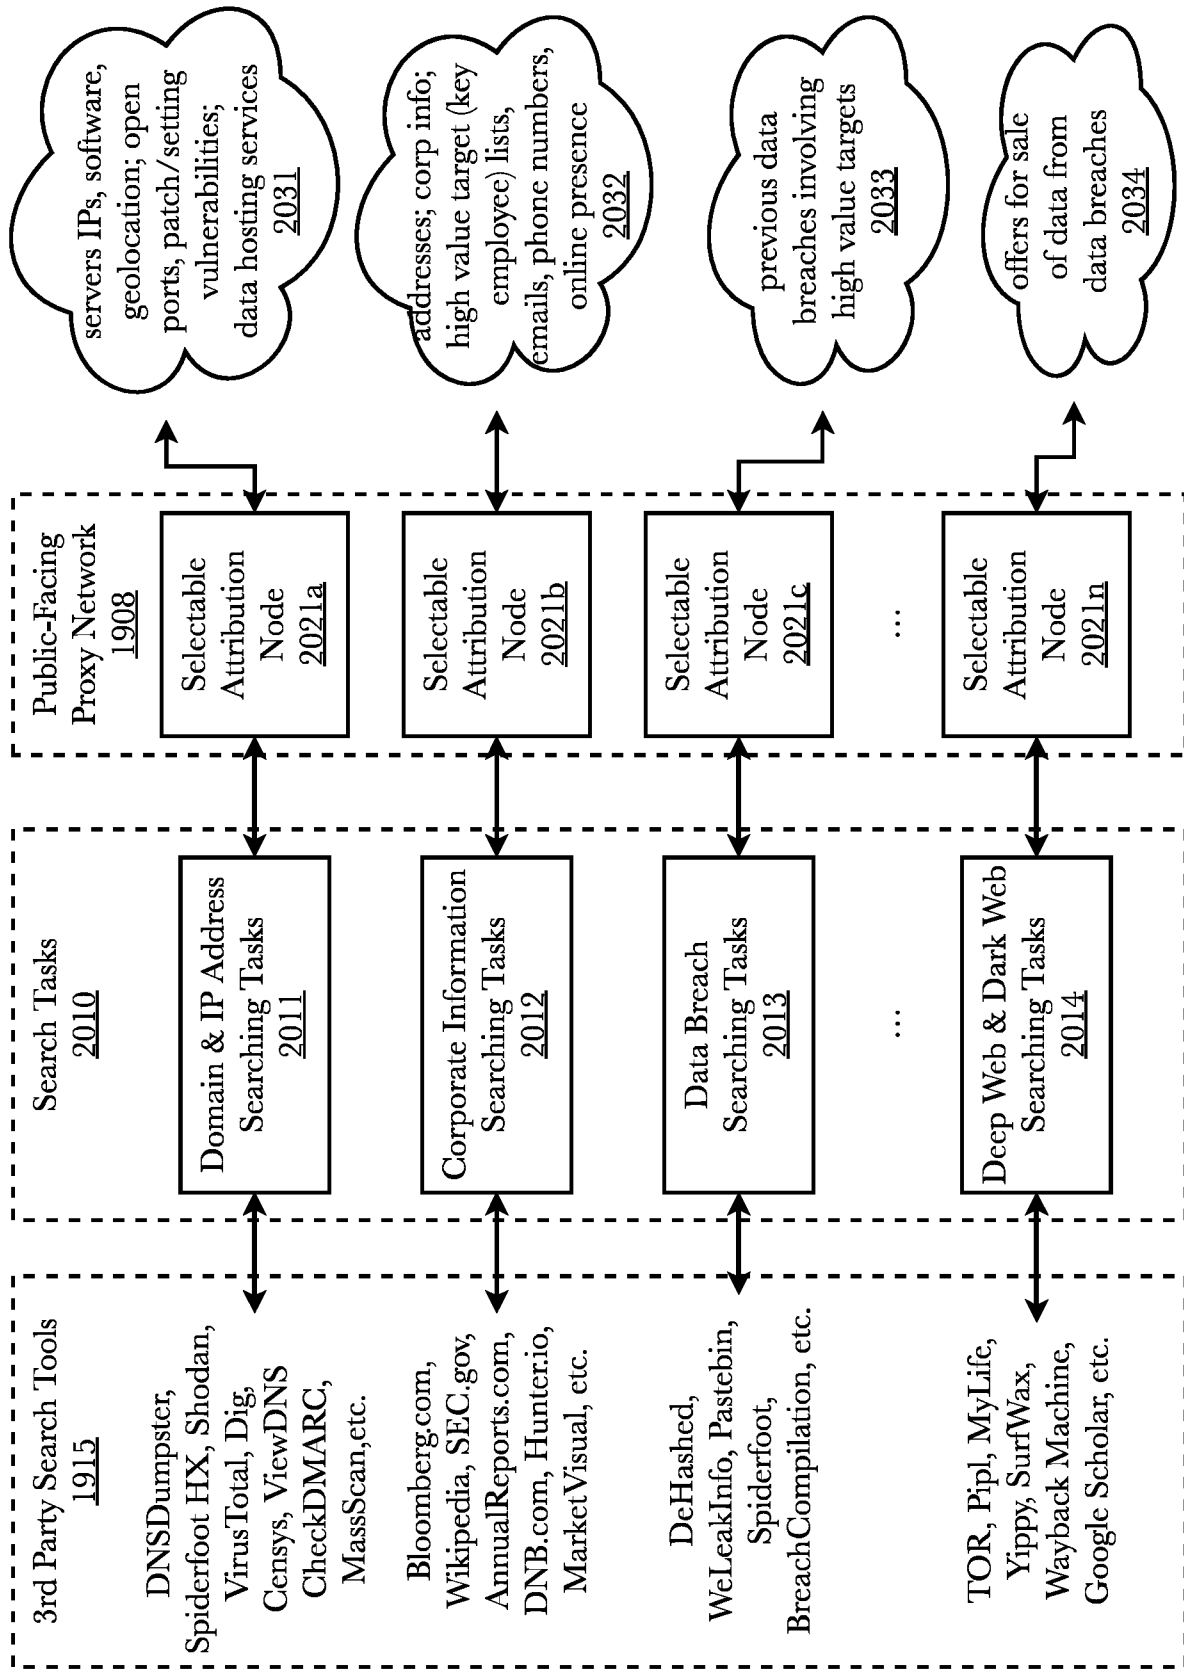 3rd Party Search Tools
1915
DNSDumpster,
Spiderfoot HX, Shodan,
VirusTotal, Dig,
Censys, ViewDNS
CheckDMARC,
MassScan,etc.
Bloomberg.com,
Wikipedia, SEC.gov,
AnnualReports.com,
DNB.com, Hunter.io,
MarketVisual, etc.
DeHashed,
WeLeakInfo, Pastebin,
Spiderfoot,
BreachCompilation, etc.
TOR, Pipl, MyLife,
Yippy, SurfWax,
Wayback Machine,
Google Scholar, etc.
Search Tasks
2010
Domain & IP Address
Searching Tasks
2011
Corporate Information
Searching Tasks
2012
Data Breach
Searching Tasks
2013
...
Deep Web & Dark Web
Searching Tasks
2014
Public-Facing
Proxy Network
1908
Selectable
Attribution
Node
2021a
Selectable
Attribution
Node
2021b
Selectable
Attribution
Node
2021c
...
Selectable
Attribution
Node
2021n
servers IPs, software,
geolocation; open
ports, patch/setting
vulnerabilities;
data hosting services
2031
addresses; corp info;
high value target (key
employee) lists,
emails, phone numbers,
online presence
2032
previous data
breaches involving
high value targets
2033
offers for sale
of data from
data breaches
2034